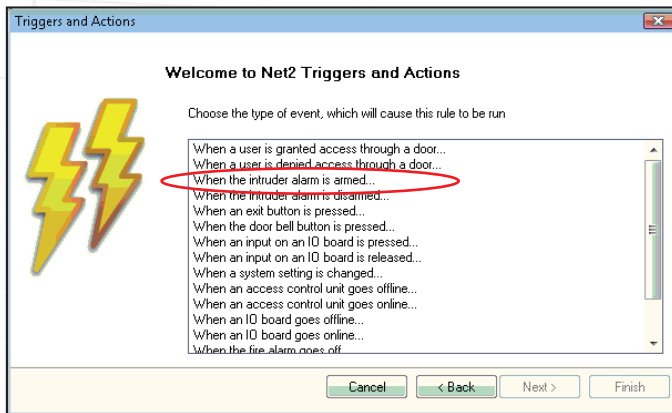 Triggers and Actions
Welcome to Net2 Triggers and Actions
Choose the type of event, which will cause this rule to be run
When a user is granted access through a door...
When a user is denied access through a door...
When the intruder alarm is armed...
When the intruder alarm is disarmed...
When an exit button is pressed...
When the door bell button is pressed...
When an input on an IO board is pressed...
When an input on an IO board is released...
When a system setting is changed...
When an access control unit goes offline...
When an access control unit goes online...
When an IO board goes offline...
When an IO board goes online...
When the fire alarm goes off
Cancel < Back Next > Finish